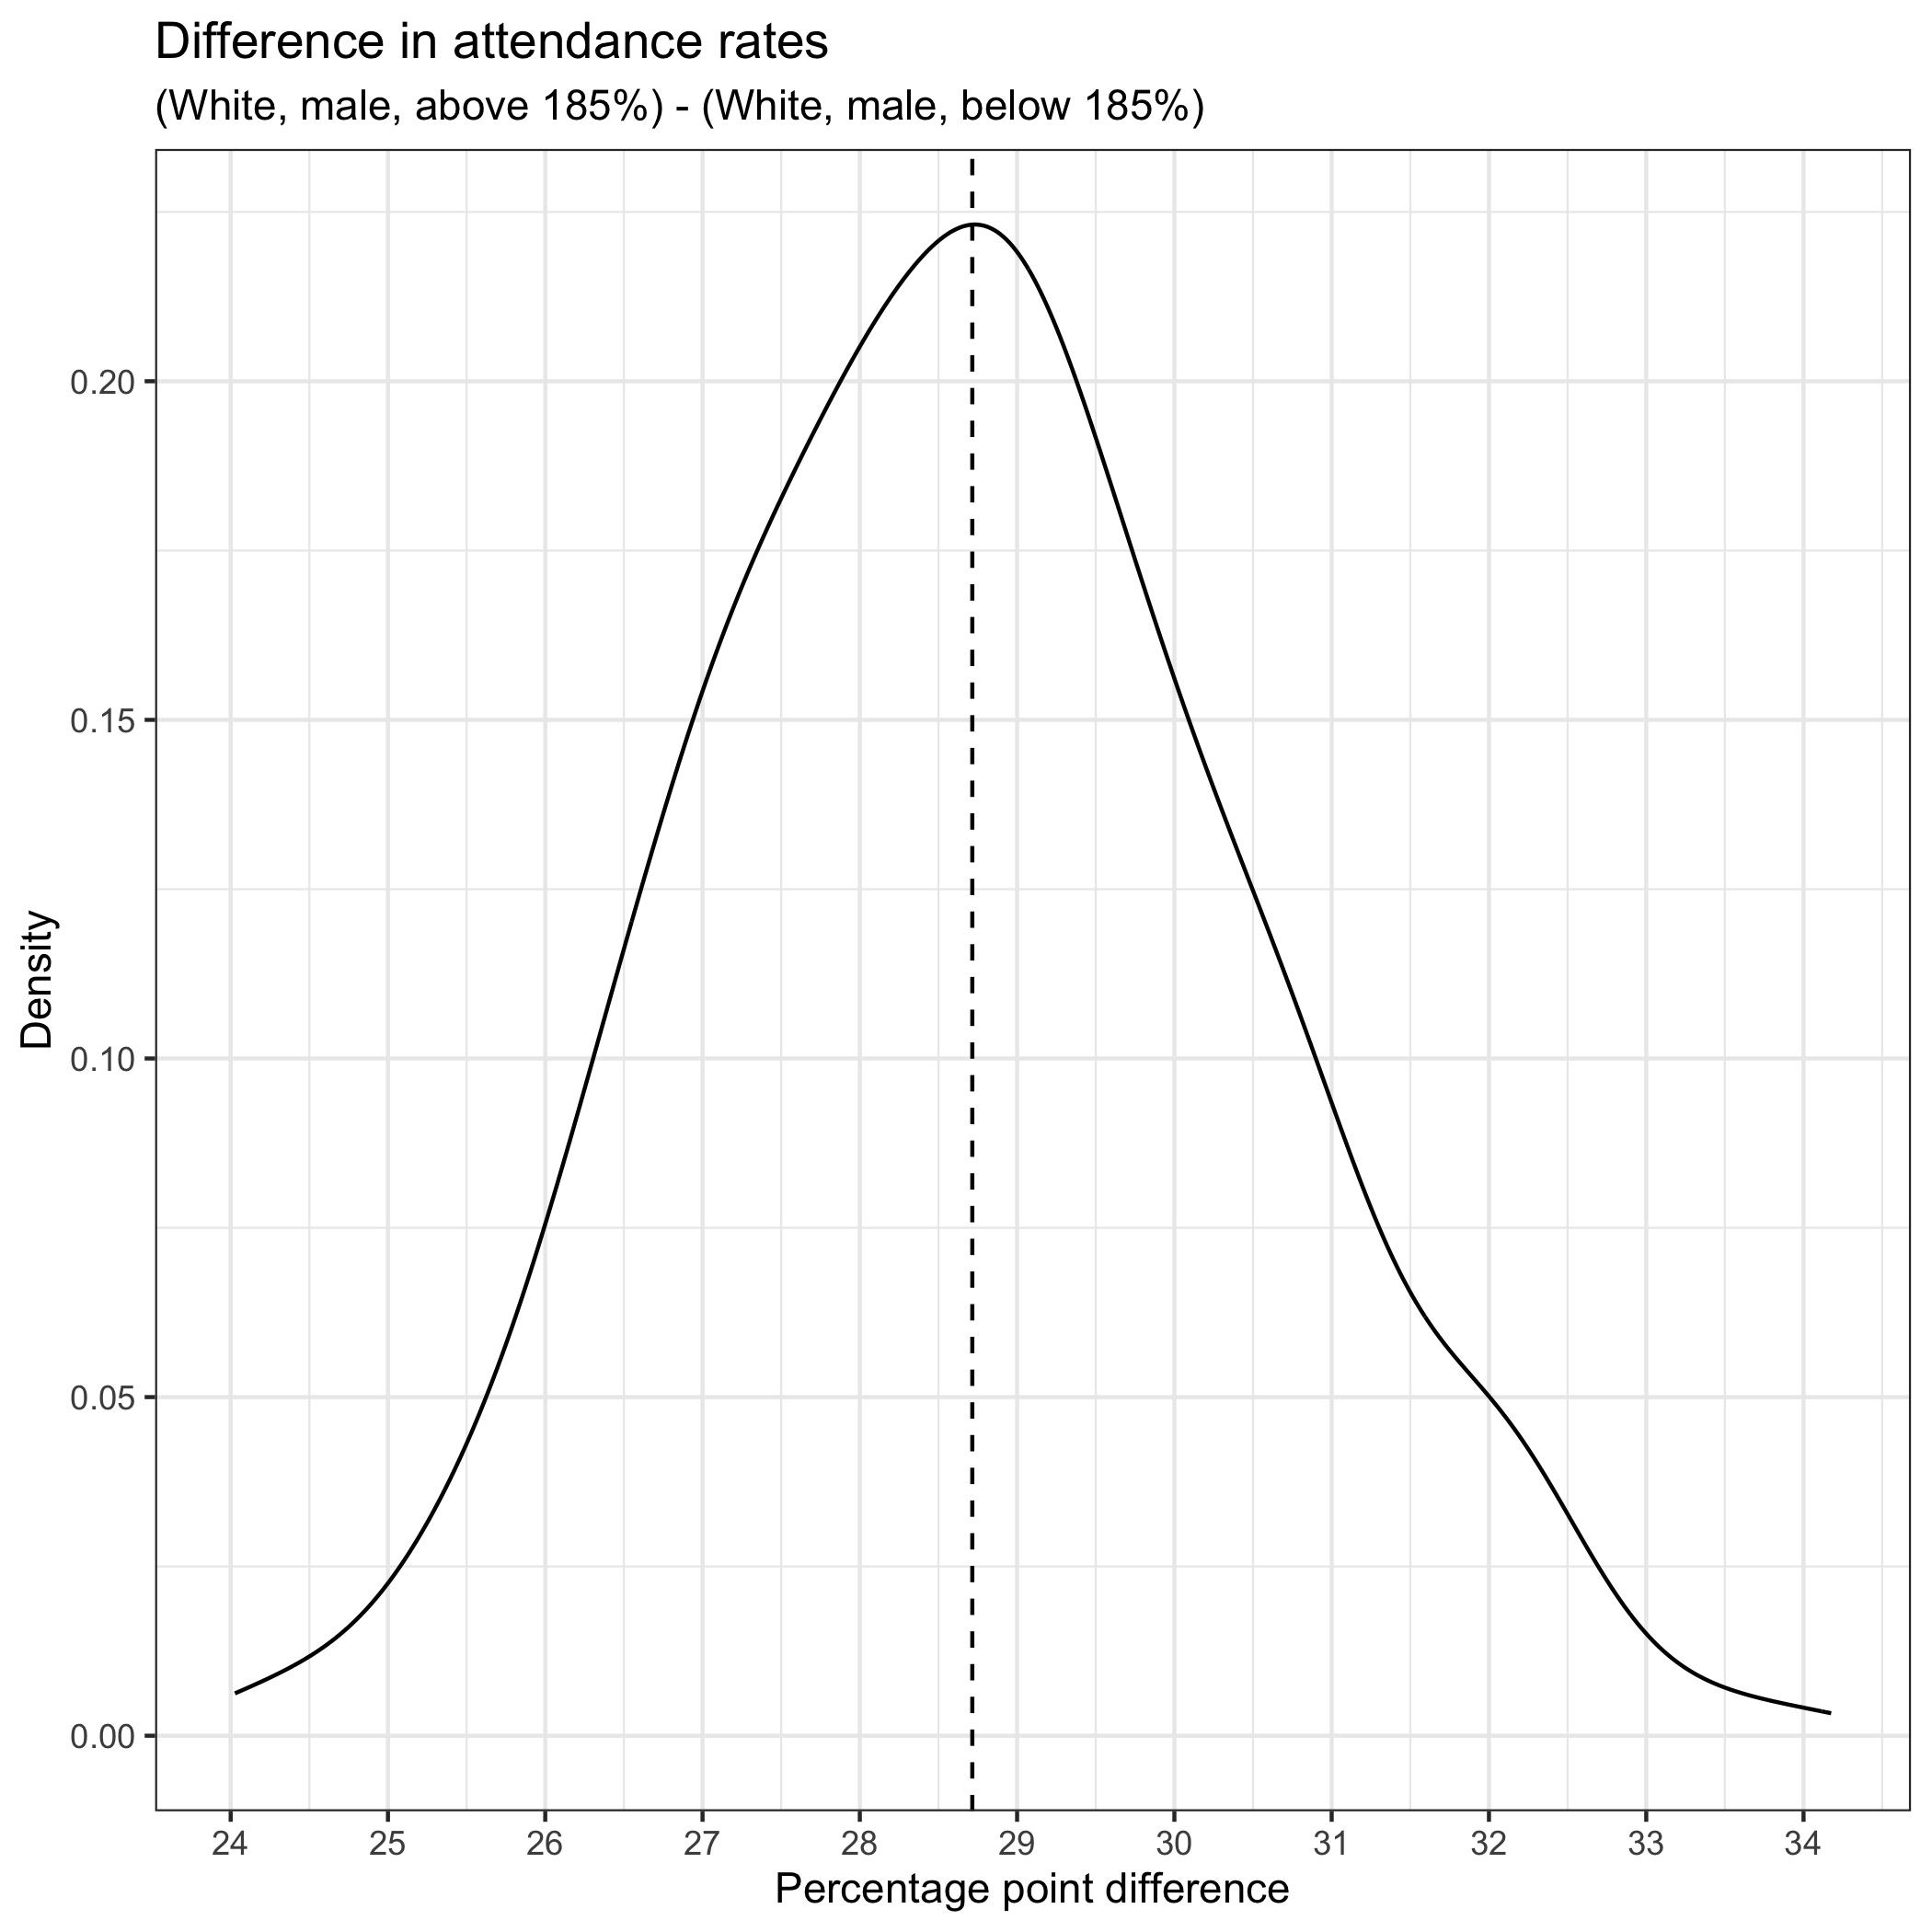 Difference in attendance rates
(White, male, above 185%) - (White, male, below 185%)
Density
0.20
0.15
0.10
0.05
0.00
24 25 26 27 28 29 30 31 32 33 34
Percentage point difference